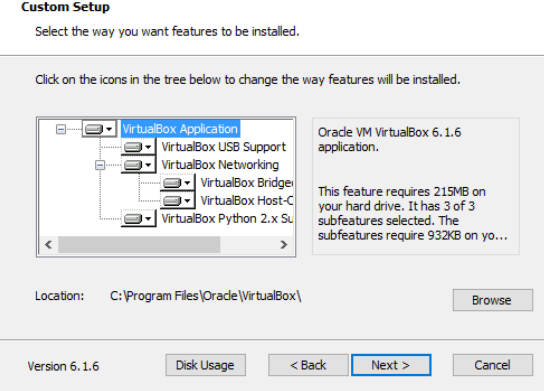 Custom Setup
Select the way you want features to be installed.
Click on the icons in the tree below to change the way features will be installed.
VirtualBox Application
VirtualBox USB Support
VirtualBox Networking
VirtualBox Bridge
VirtualBox Host-C
VirtualBox Python 2.x Su
Oracle VM VirtualBox 6.1.6
application.
This feature requires 215MB on
your hard drive. It has 3 of 3
subfeatures selected. The
subfeatures require 932KB on yo...
Location: C:\Program Files\Oracle\VirtualBox\
Browse
Version 6.1.6
Disk Usage
< Back
Next >
Cancel